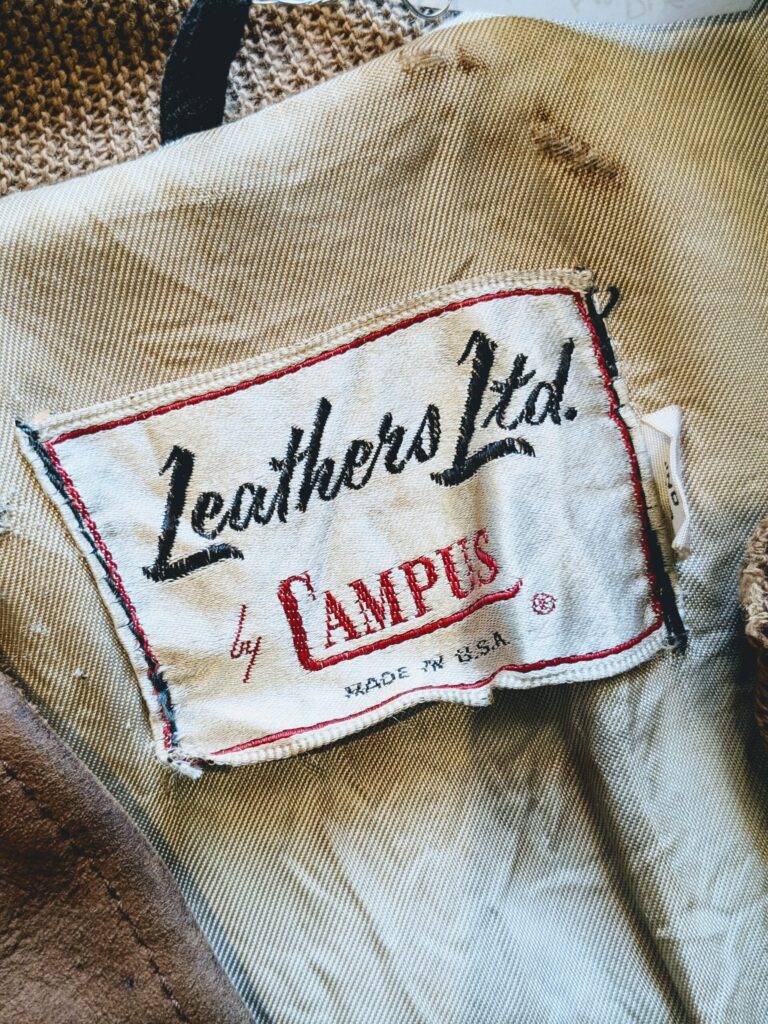 Leathers Ltd.
by CAMPUS ®
MADE IN U.S.A.